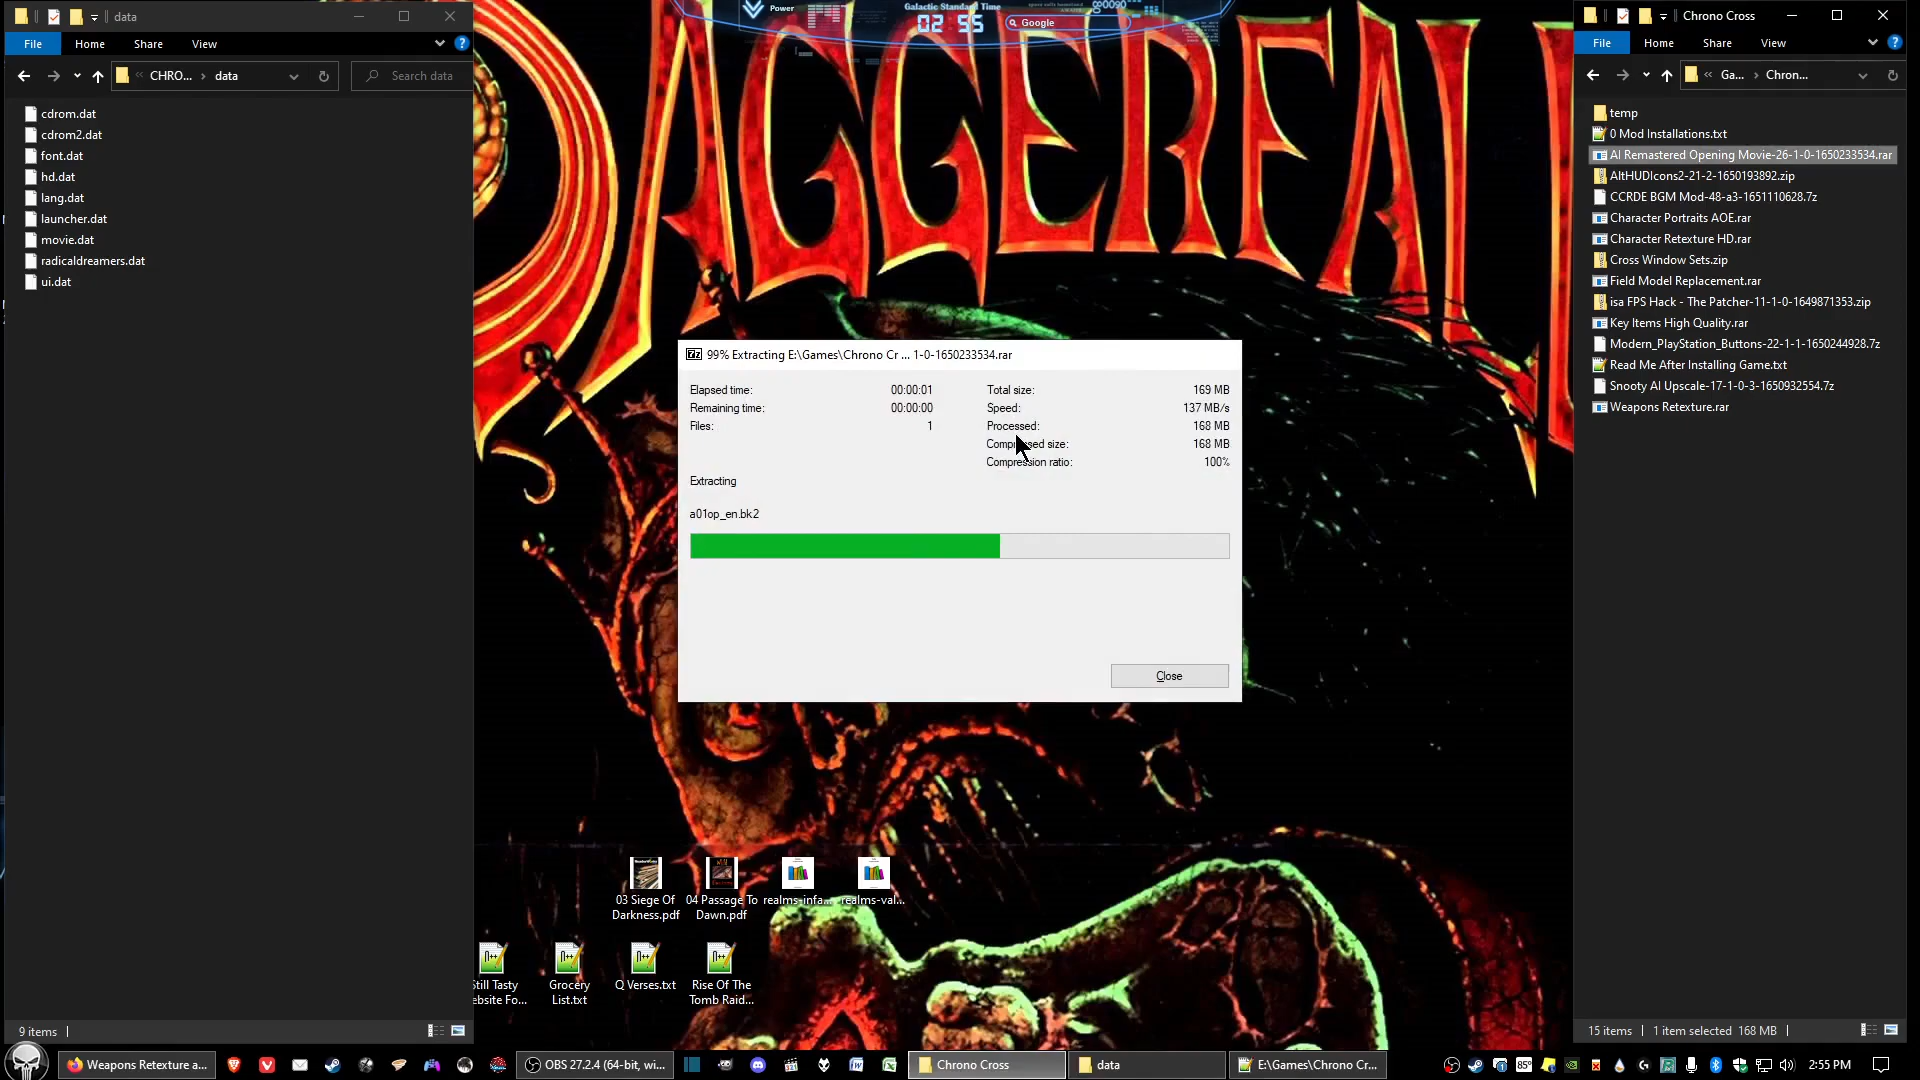 data
File
Home
Share
View
CHRO...
data
Search data
cdrom.dat
cdrom2.dat
font.dat
hd.dat
lang.dat
launcher.dat
movie.dat
radicaldreamers.dat
ui.dat
9 items
Power
Galactic Standard Time
02 55
Google
DAGGERFALL
99% Extracting E:\Games\Chrono Cr ... 1-0-1650233534.rar
Elapsed time: 00:00:01
Remaining time: 00:00:00
Files: 1
Total size: 169 MB
Speed: 137 MB/s
Processed: 168 MB
Compressed size: 168 MB
Compression ratio: 100%
Extracting
a01op_en.bk2
Close
03 Siege Of Darkness.pdf
04 Passage To Dawn.pdf
realms-infa...
realms-val...
Still Tasty
ebsite Fo...
Grocery List.txt
Q Verses.txt
Rise Of The Tomb Raid...
Chrono Cross
File
Home
Share
View
Ga...
Chron...
temp
0 Mod Installations.txt
AI Remastered Opening Movie-26-1-0-1650233534.rar
AltHUDIcons2-21-2-1650193892.zip
CCRDE BGM Mod-48-a3-1651110628.7z
Character Portraits AOE.rar
Character Retexture HD.rar
Cross Window Sets.zip
Field Model Replacement.rar
isa FPS Hack - The Patcher-11-1-0-1649871353.zip
Key Items High Quality.rar
Modern_PlayStation_Buttons-22-1-1-1650244928.7z
Read Me After Installing Game.txt
Snooty AI Upscale-17-1-0-3-1650932554.7z
Weapons Retexture.rar
15 items
1 item selected 168 MB
Weapons Retexture a...
OBS 27.2.4 (64-bit, wi...
Chrono Cross
data
E:\Games\Chrono Cr...
85°
2:55 PM